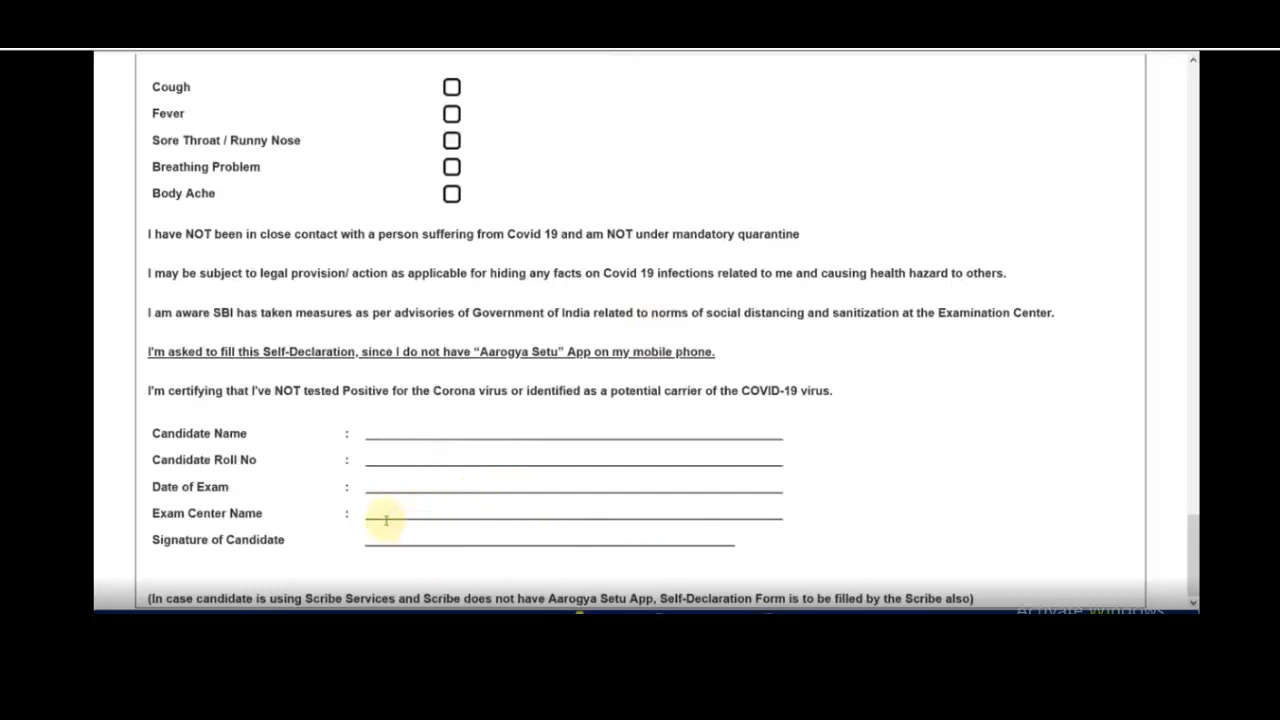 Cough
Fever
Sore Throat / Runny Nose
Breathing Problem
Body Ache
I have NOT been in close contact with a person suffering from Covid 19 and am NOT under mandatory quarantine
I may be subject to legal provision/ action as applicable for hiding any facts on Covid 19 infections related to me and causing health hazard to others.
I am aware SBI has taken measures as per advisories of Government of India related to norms of social distancing and sanitization at the Examination Center.
I'm asked to fill this Self-Declaration, since I do not have “Aarogya Setu” App on my mobile phone.
I'm certifying that I've NOT tested Positive for the Corona virus or identified as a potential carrier of the COVID-19 virus.
Candidate Name :
Candidate Roll No :
Date of Exam :
Exam Center Name :
Signature of Candidate
(In case candidate is using Scribe Services and Scribe does not have Aarogya Setu App, Self-Declaration Form is to be filled by the Scribe also)
Activate Windows